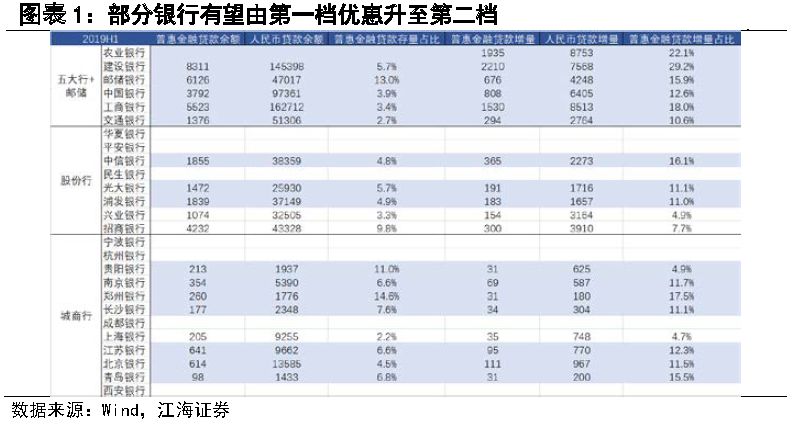 图表 1：部分银行有望由第一档优惠升至第二档
2019H1 普惠金融贷款余额 人民币贷款余额 普惠金融贷款存量占比 普惠金融贷款增量 人民币贷款增量 普惠金融贷款增量占比
五大行+邮储
农业银行 1935 8753 22.1%
建设银行 8311 145398 5.7% 2210 7568 29.2%
邮储银行 6126 47017 13.0% 676 4248 15.9%
中国银行 3792 97361 3.9% 808 6405 12.6%
工商银行 5523 162712 3.4% 1530 8513 18.0%
交通银行 1376 51306 2.7% 294 2764 10.6%
股份行
华夏银行
平安银行
中信银行 1855 38359 4.8% 365 2273 16.1%
民生银行
光大银行 1472 25930 5.7% 191 1716 11.1%
浦发银行 1839 37149 4.9% 183 1657 11.0%
兴业银行 1074 32505 3.3% 154 3164 4.9%
招商银行 4232 43328 9.8% 300 3910 7.7%
城商行
宁波银行
杭州银行
贵阳银行 213 1937 11.0% 31 625 4.9%
南京银行 354 5390 6.6% 69 587 11.7%
郑州银行 260 1776 14.6% 31 180 17.5%
长沙银行 177 2348 7.6% 34 304 11.1%
成都银行
上海银行 205 9255 2.2% 35 748 4.7%
江苏银行 641 9662 6.6% 95 770 12.3%
北京银行 614 13585 4.5% 111 967 11.5%
青岛银行 98 1433 6.8% 31 200 15.5%
西安银行
数据来源：Wind，江海证券